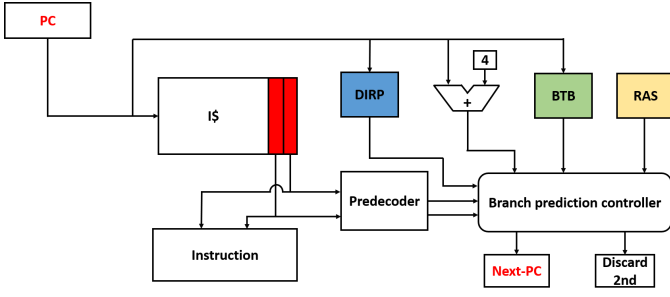 PC
4
I$
DIRP
+
BTB
RAS
Predecoder
Branch prediction controller
Instruction
Next-PC
Discard
2nd